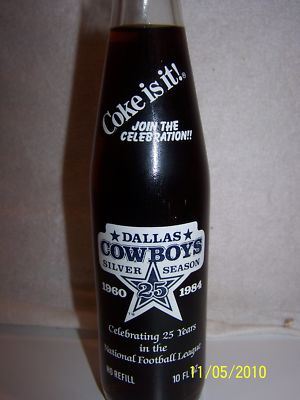 Coke is it!®
JOIN THE
CELEBRATION!!
DALLAS
COWBOYS
SILVER SEASON
1960 25 1984
Celebrating 25 Years
in the
National Football League
NO REFILL 10 FL
11/05/2010